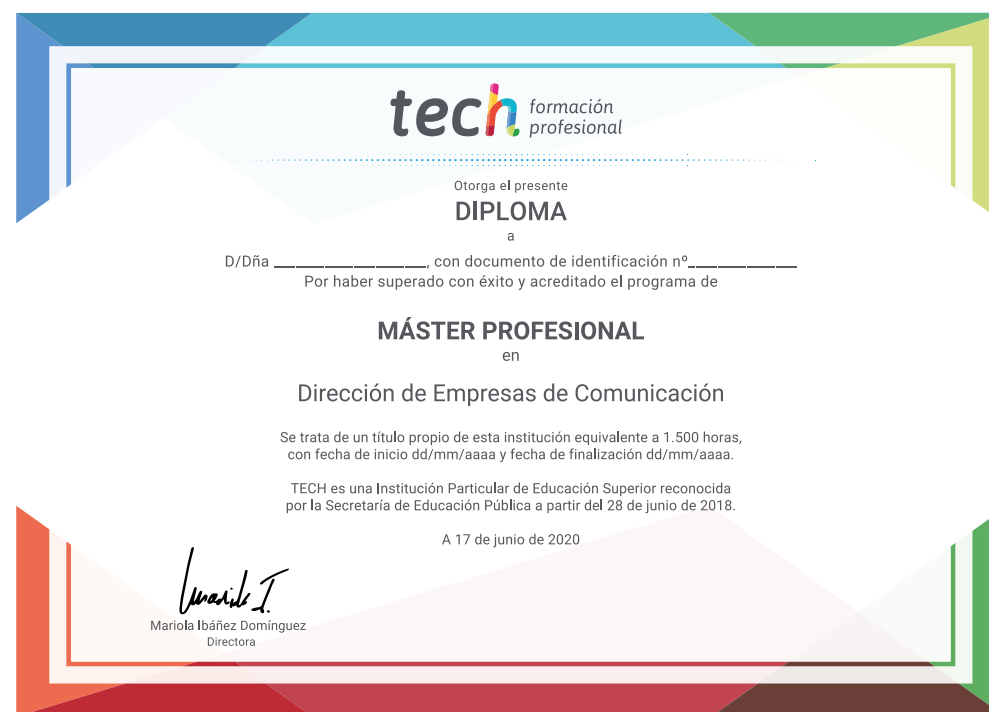 tech formación
profesional
Otorga el presente
DIPLOMA
a
D/Dña ____________________, con documento de identificación nº______________
Por haber superado con éxito y acreditado el programa de
MÁSTER PROFESIONAL
en
Dirección de Empresas de Comunicación
Se trata de un título propio de esta institución equivalente a 1.500 horas,
con fecha de inicio dd/mm/aaaa y fecha de finalización dd/mm/aaaa.
TECH es una Institución Particular de Educación Superior reconocida
por la Secretaría de Educación Pública a partir del 28 de junio de 2018.
A 17 de junio de 2020
Mariola Ibáñez Domínguez
Directora